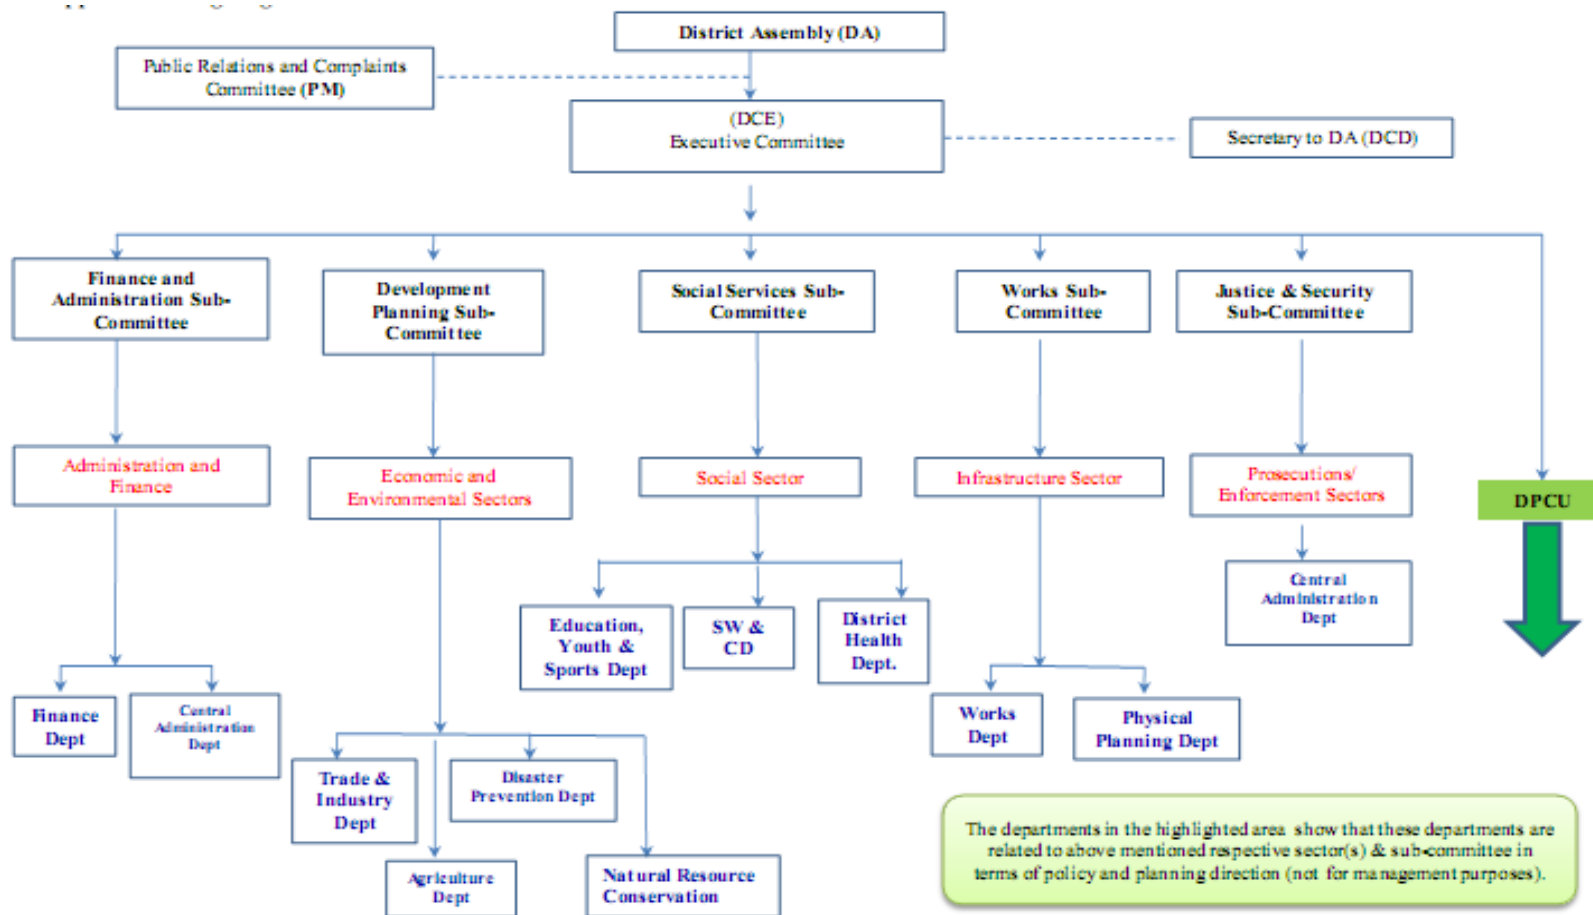 District Assembly (DA)
Public Relations and Complaints
Committee (PM)
(DCE)
Executive Committee
Secretary to DA (DCD)
Finance and
Administration Sub-
Committee
Development
Planning Sub-
Committee
Social Services Sub-
Committee
Works Sub-
Committee
Justice & Security
Sub-Committee
Administration and
Finance
Economic and
Environmental Sectors
Social Sector
Infrastructure Sector
Prosecutions/
Enforcement Sectors
DPCU
Education,
Youth &
Sports Dept
SW &
CD
District
Health
Dept.
Central
Administration
Dept
Finance
Dept
Central
Administration Dept
Works
Dept
Physical
Planning Dept
Trade &
Industry
Dept
Disaster
Prevention Dept
Agriculture
Dept
Natural Resource
Conservation
The departments in the highlighted area show that these departments are
related to above mentioned respective sector(s) & sub-committee in
terms of policy and planning direction (not for management purposes).